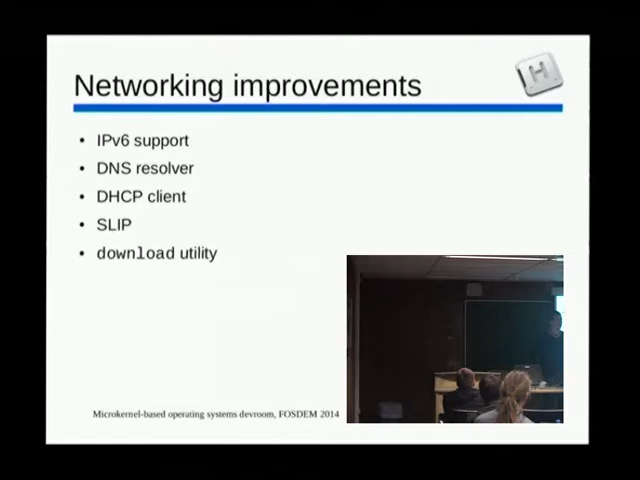 Networking improvements
H
• IPv6 support
• DNS resolver
• DHCP client
• SLIP
• download utility
Microkernel-based operating systems devroom, FOSDEM 2014